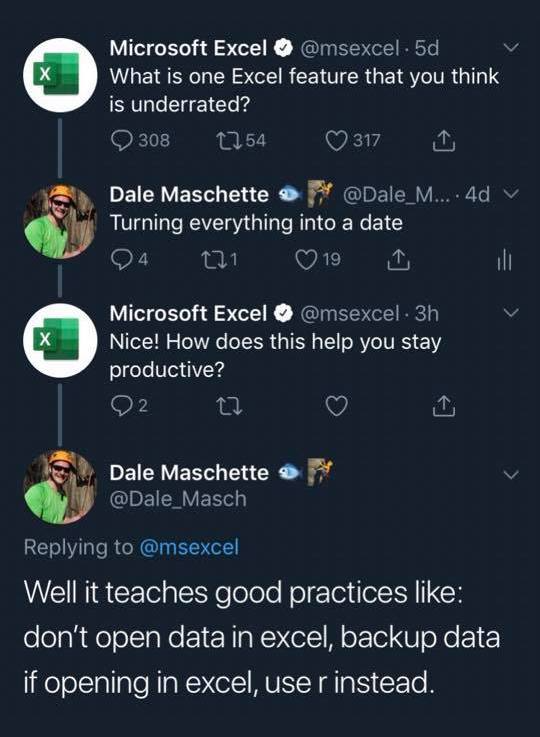 Microsoft Excel @msexcel · 5d
What is one Excel feature that you think
is underrated?
308 54 317
Dale Maschette @Dale_M... · 4d
Turning everything into a date
4 1 19
Microsoft Excel @msexcel · 3h
Nice! How does this help you stay
productive?
2
Dale Maschette
@Dale_Masch
Replying to @msexcel
Well it teaches good practices like:
don’t open data in excel, backup data
if opening in excel, use r instead.